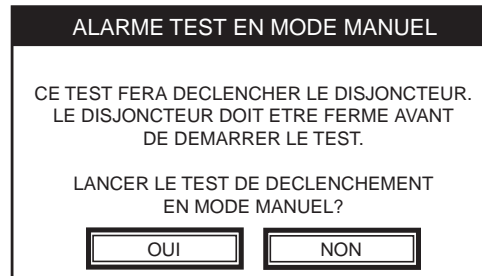 ALARME TEST EN MODE MANUEL
CE TEST FERA DECLENCHER LE DISJONCTEUR.
LE DISJONCTEUR DOIT ETRE FERME AVANT
DE DEMARRER LE TEST.
LANCER LE TEST DE DECLENCHEMENT
EN MODE MANUEL?
OUI
NON